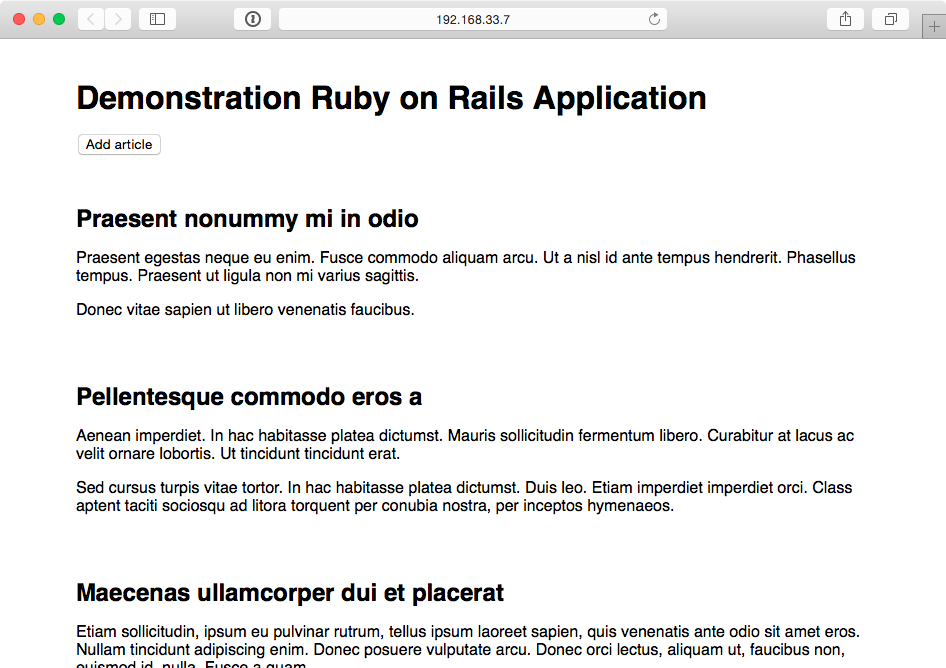 192.168.33.7
Demonstration Ruby on Rails Application
Add article
Praesent nonummy mi in odio
Praesent egestas neque eu enim. Fusce commodo aliquam arcu. Ut a nisl id ante tempus hendrerit. Phasellus
tempus. Praesent ut ligula non mi varius sagittis.
Donec vitae sapien ut libero venenatis faucibus.
Pellentesque commodo eros a
Aenean imperdiet. In hac habitasse platea dictumst. Mauris sollicitudin fermentum libero. Curabitur at lacus ac
velit ornare lobortis. Ut tincidunt tincidunt erat.
Sed cursus turpis vitae tortor. In hac habitasse platea dictumst. Duis leo. Etiam imperdiet imperdiet orci. Class
aptent taciti sociosqu ad litora torquent per conubia nostra, per inceptos hymenaeos.
Maecenas ullamcorper dui et placerat
Etiam sollicitudin, ipsum eu pulvinar rutrum, tellus ipsum laoreet sapien, quis venenatis ante odio sit amet eros.
Nullam tincidunt adipiscing enim. Donec posuere vulputate arcu. Donec orci lectus, aliquam ut, faucibus non,
euismod id, nulla. Fusce a quam.